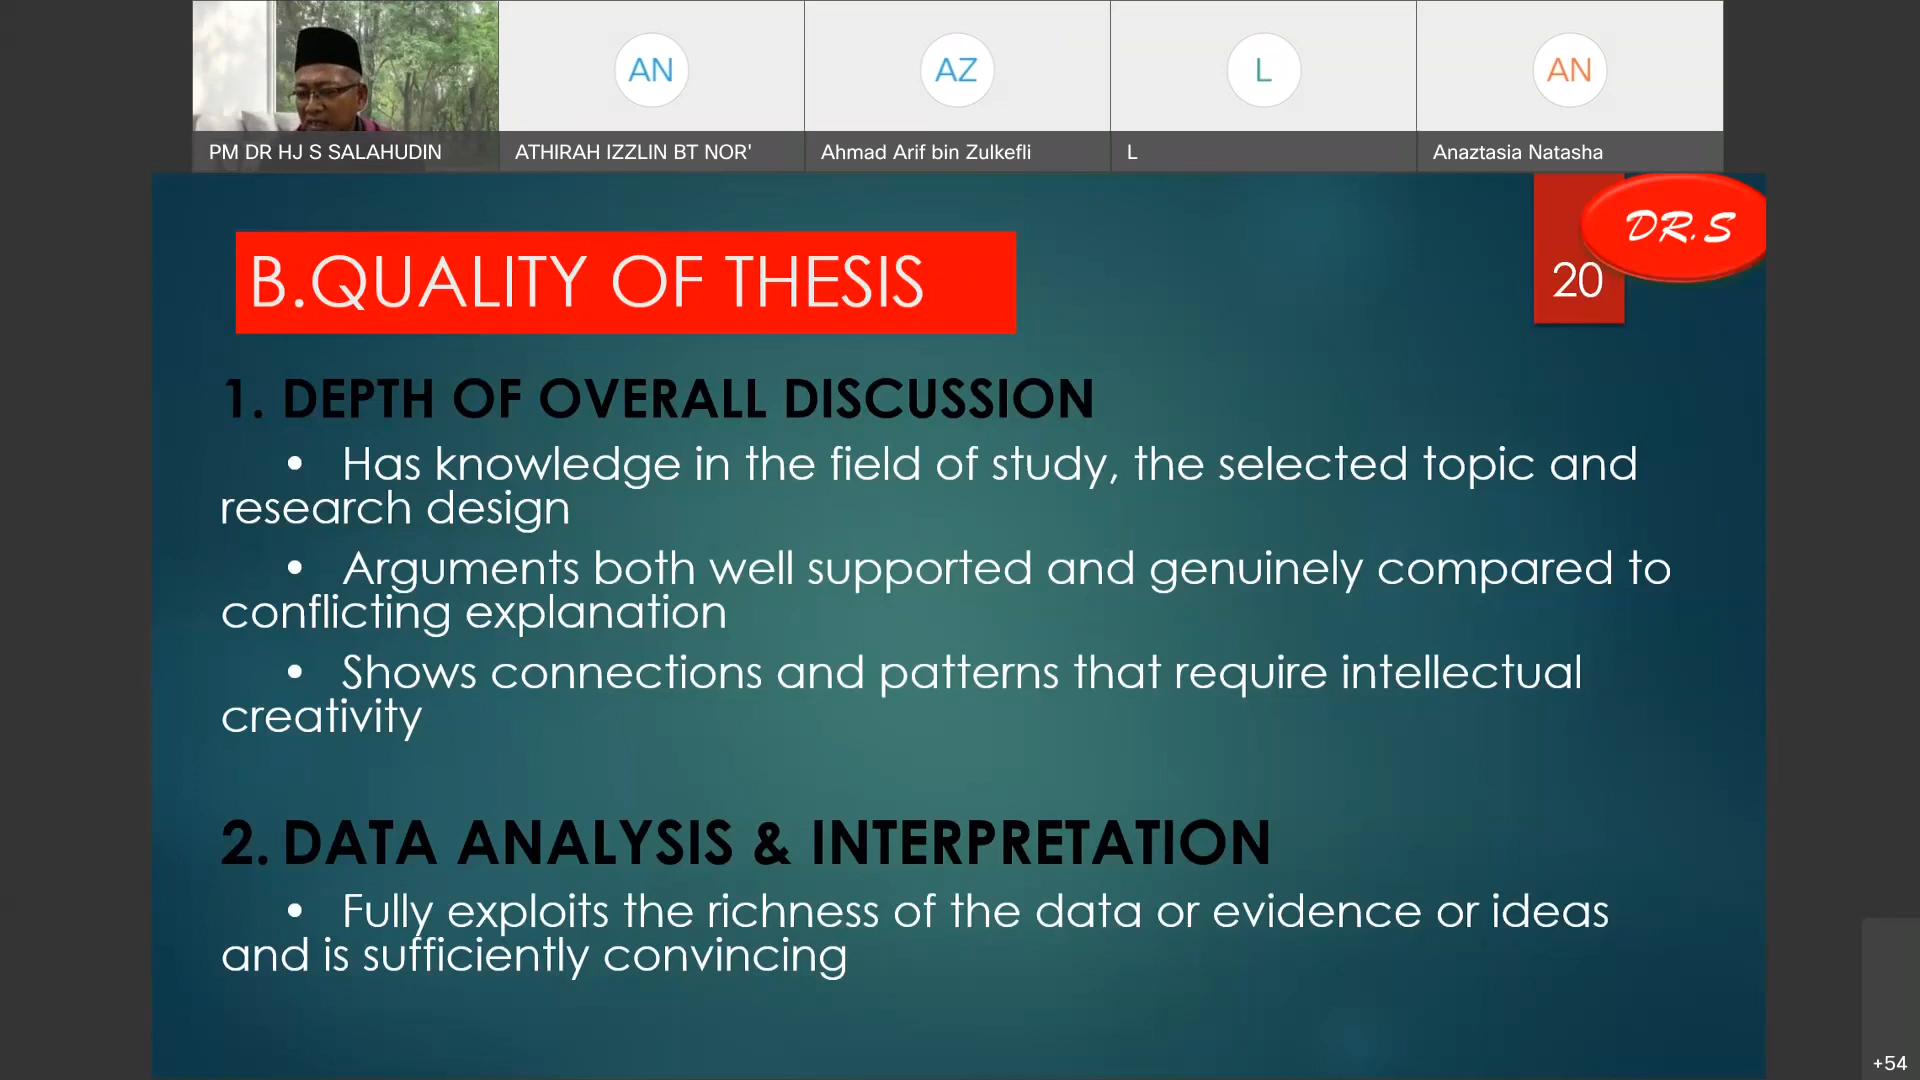 AN
AZ
L
AN
PM DR HJ S SALAHUDIN
ATHIRAH IZZLIN BT NOR'
Ahmad Arif bin Zulkefli
L
Anaztasia Natasha
DR.S
20
B.QUALITY OF THESIS
1. DEPTH OF OVERALL DISCUSSION
• Has knowledge in the field of study, the selected topic and
research design
• Arguments both well supported and genuinely compared to
conflicting explanation
• Shows connections and patterns that require intellectual
creativity
2. DATA ANALYSIS & INTERPRETATION
• Fully exploits the richness of the data or evidence or ideas
and is sufficiently convincing
+54